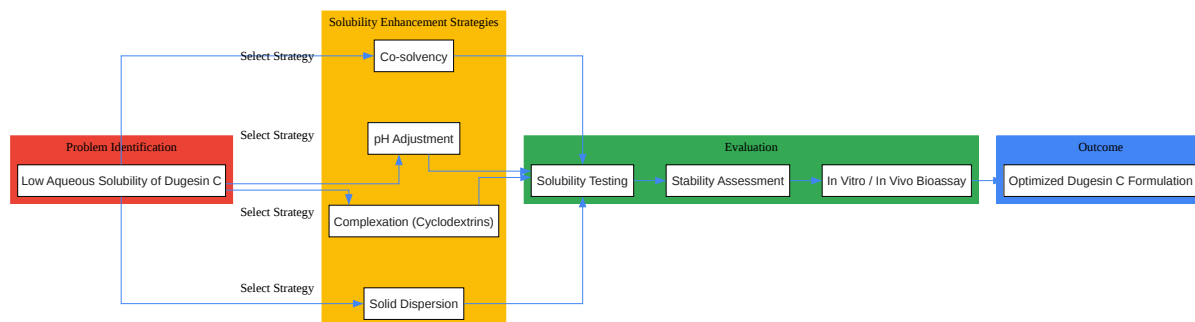 Solubility Enhancement Strategies
Select Strategy
Co-solvency
Select Strategy
pH Adjustment
Problem Identification
Low Aqueous Solubility of Dugesin C
Select Strategy
Complexation (Cyclodextrins)
Select Strategy
Solid Dispersion
Evaluation
Solubility Testing
Stability Assessment
In Vitro / In Vivo Bioassay
Outcome
Optimized Dugesin C Formulation